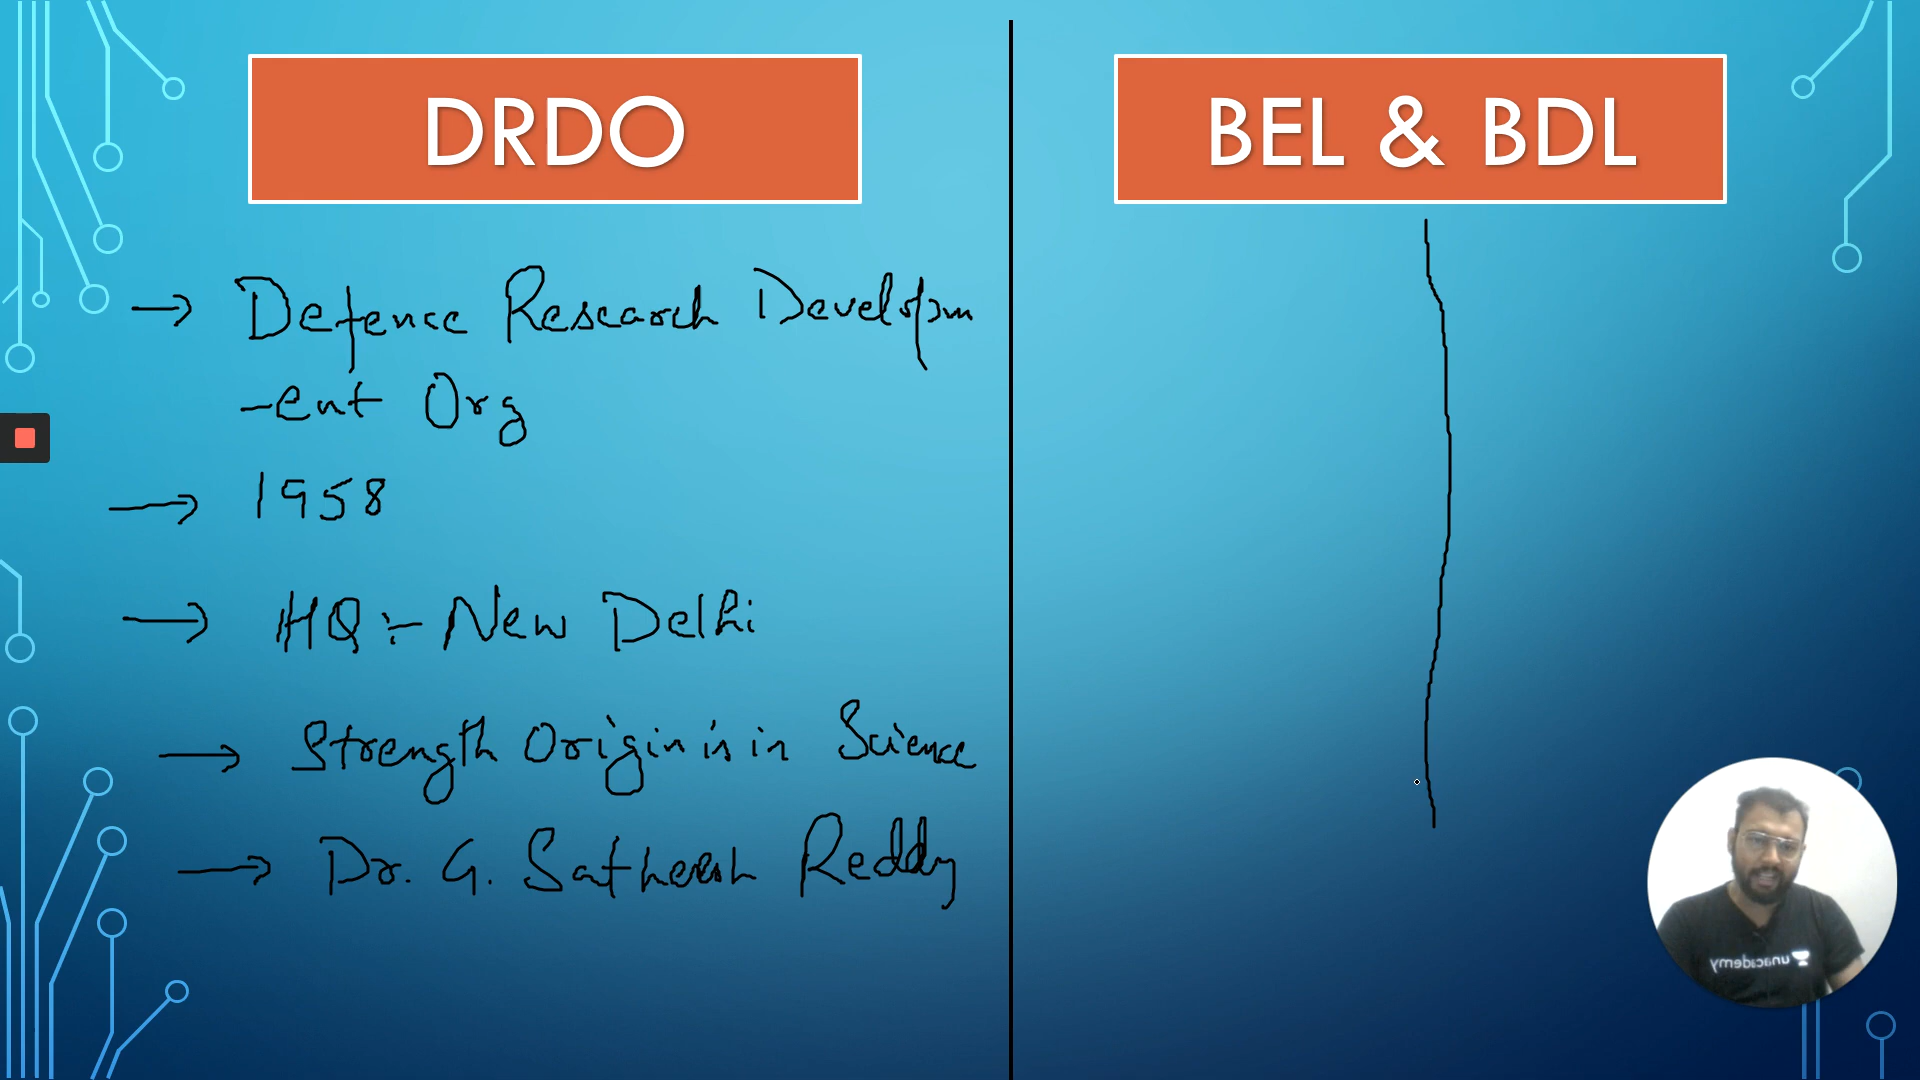 DRDO
→ Defence Research Developm
-ent Org
→ 1958
→ HQ:- New Delhi
→ Strength Origin is in Science
→ Dr. G. Satheesh Reddy
BEL & BDL
unacademy